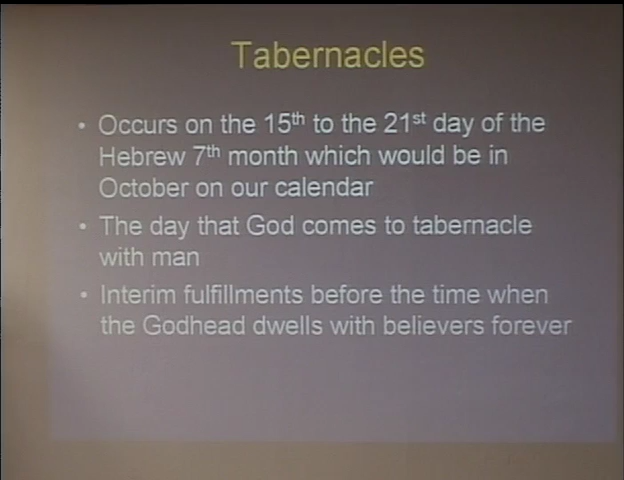 Tabernacles
• Occurs on the 15th to the 21st day of the
Hebrew 7th month which would be in
October on our calendar
• The day that God comes to tabernacle
with man
• Interim fulfillments before the time when
the Godhead dwells with believers forever